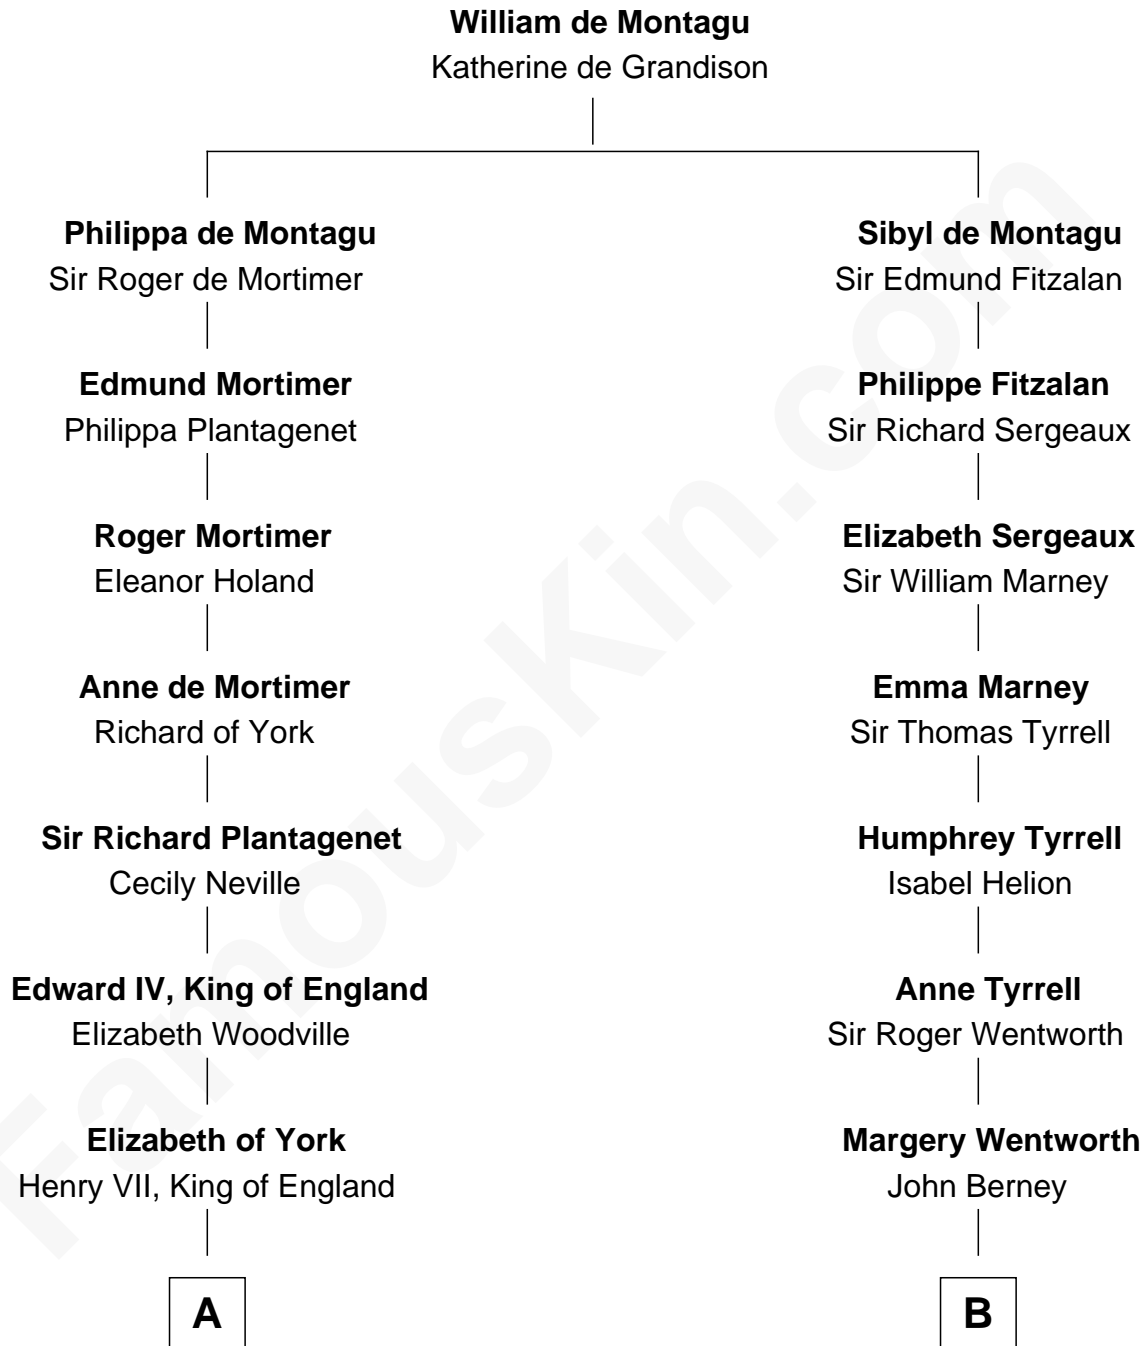 William de Montagu
Katherine de Grandison
Philippa de Montagu
Sir Roger de Mortimer
Edmund Mortimer
Philippa Plantagenet
Roger Mortimer
Eleanor Holand
Anne de Mortimer
Richard of York
Sir Richard Plantagenet
Cecily Neville
Edward IV, King of England
Elizabeth Woodville
Elizabeth of York
Henry VII, King of England
A
Sibyl de Montagu
Sir Edmund Fitzalan
Philippe Fitzalan
Sir Richard Sergeaux
Elizabeth Sergeaux
Sir William Marney
Emma Marney
Sir Thomas Tyrrell
Humphrey Tyrrell
Isabel Helion
Anne Tyrrell
Sir Roger Wentworth
Margery Wentworth
John Berney
B
FamousKin.com